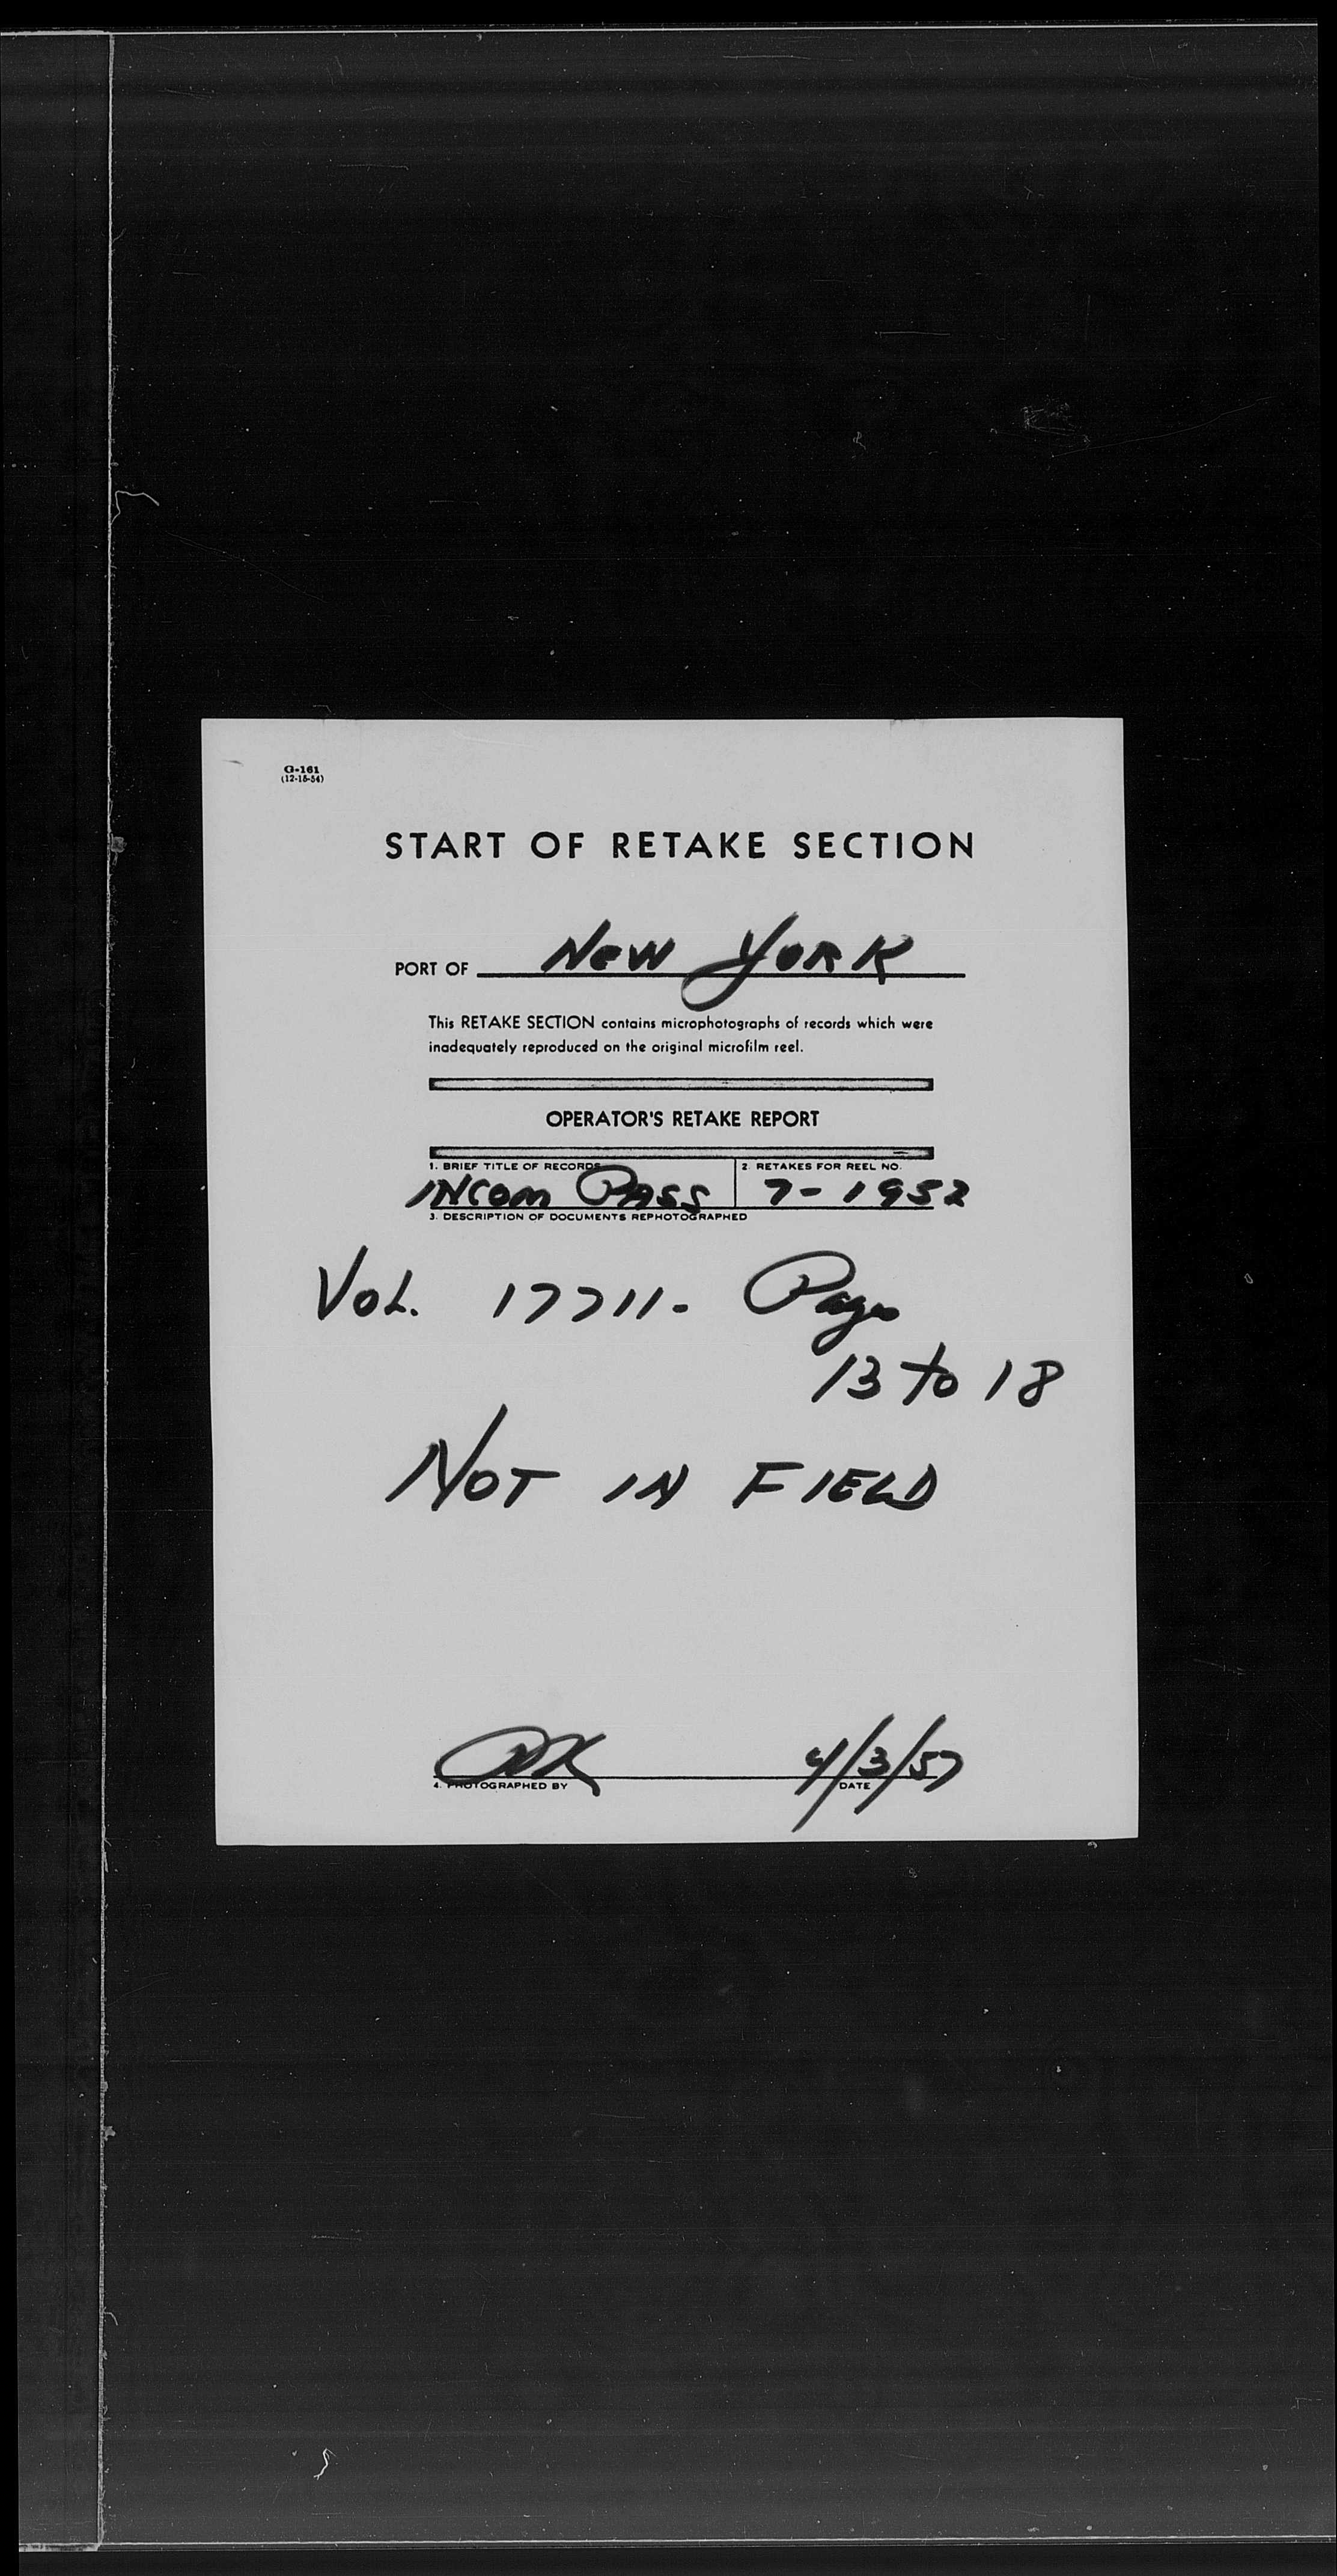 G-161
(12-15-54)
START OF RETAKE SECTION
PORT OF New YORK
This RETAKE SECTION contains microphotographs of records which were
inadequately reproduced on the original microfilm reel.
OPERATOR'S RETAKE REPORT
1. BRIEF TITLE OF RECORDS 2. RETAKES FOR REEL NO.
INCOM PASS 7-1952
3. DESCRIPTION OF DOCUMENTS REPHOTOGRAPHED
VOL. 17711- Page
13 to 18
NOT IN FIELD
4/3/57
4. PHOTOGRAPHED BY DATE